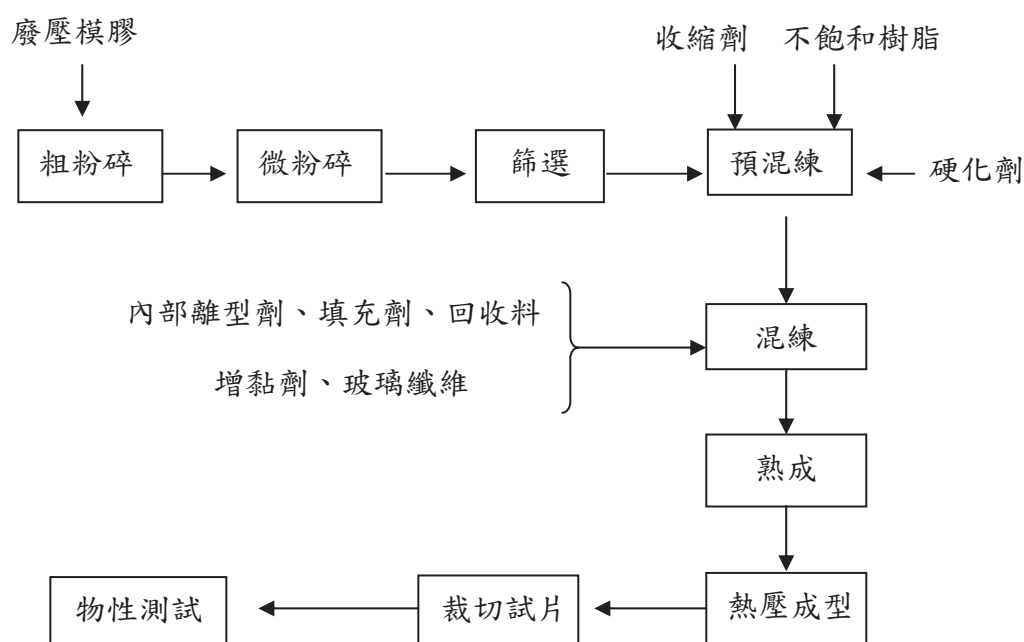 廢壓模膠
收縮劑 不飽和樹脂
粗粉碎 微粉碎 篩選 預混練 硬化劑
內部離型劑、填充劑、回收料
混練
增黏劑、玻璃纖維
熟成
物性測試 裁切試片 熱壓成型